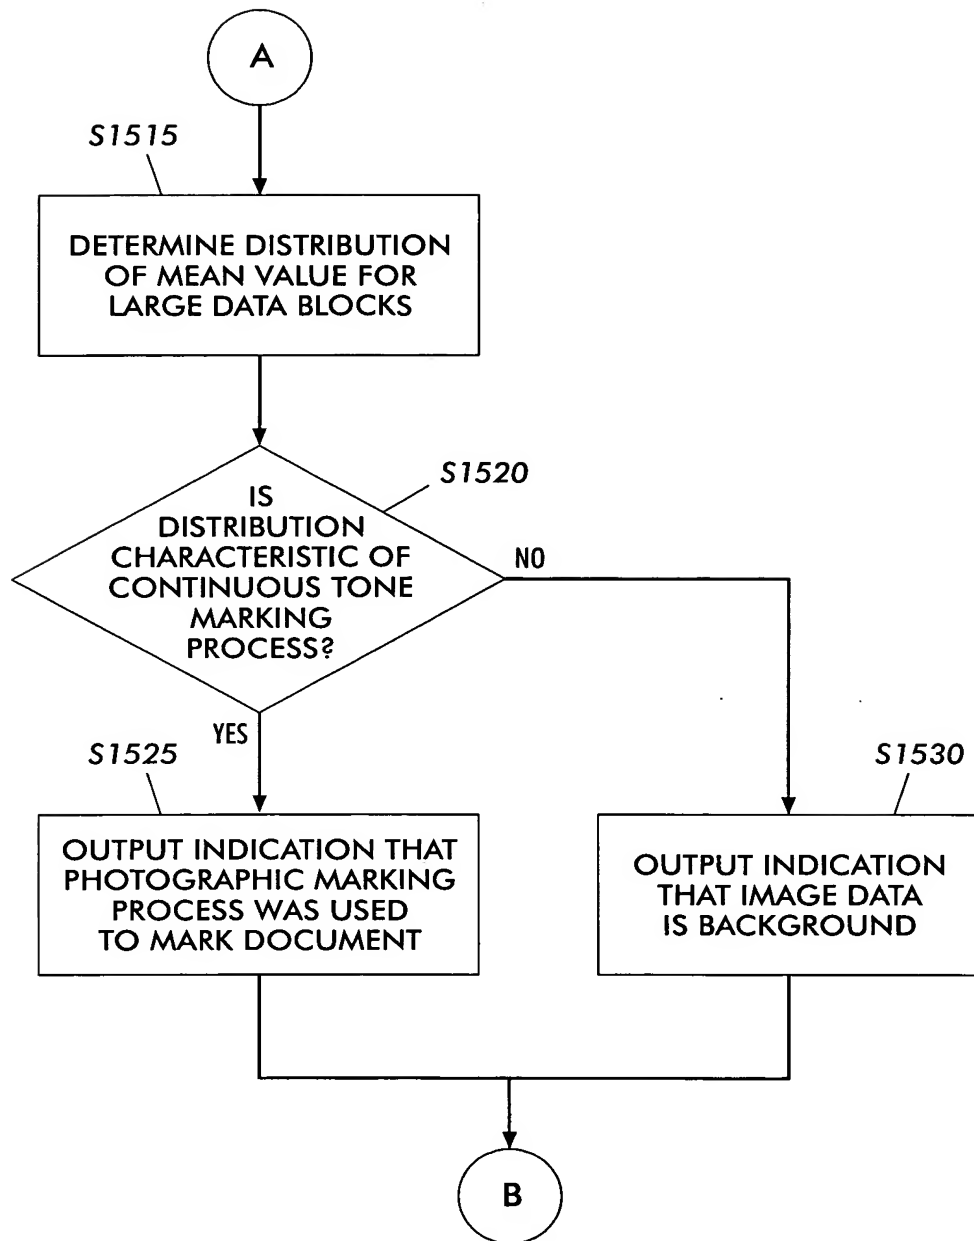 A
S1515
DETERMINE DISTRIBUTION
OF MEAN VALUE FOR
LARGE DATA BLOCKS
S1520
IS
DISTRIBUTION
CHARACTERISTIC OF
CONTINUOUS TONE
MARKING
PROCESS?
NO
YES
S1525
OUTPUT INDICATION THAT
PHOTOGRAPHIC MARKING
PROCESS WAS USED
TO MARK DOCUMENT
S1530
OUTPUT INDICATION
THAT IMAGE DATA
IS BACKGROUND
B